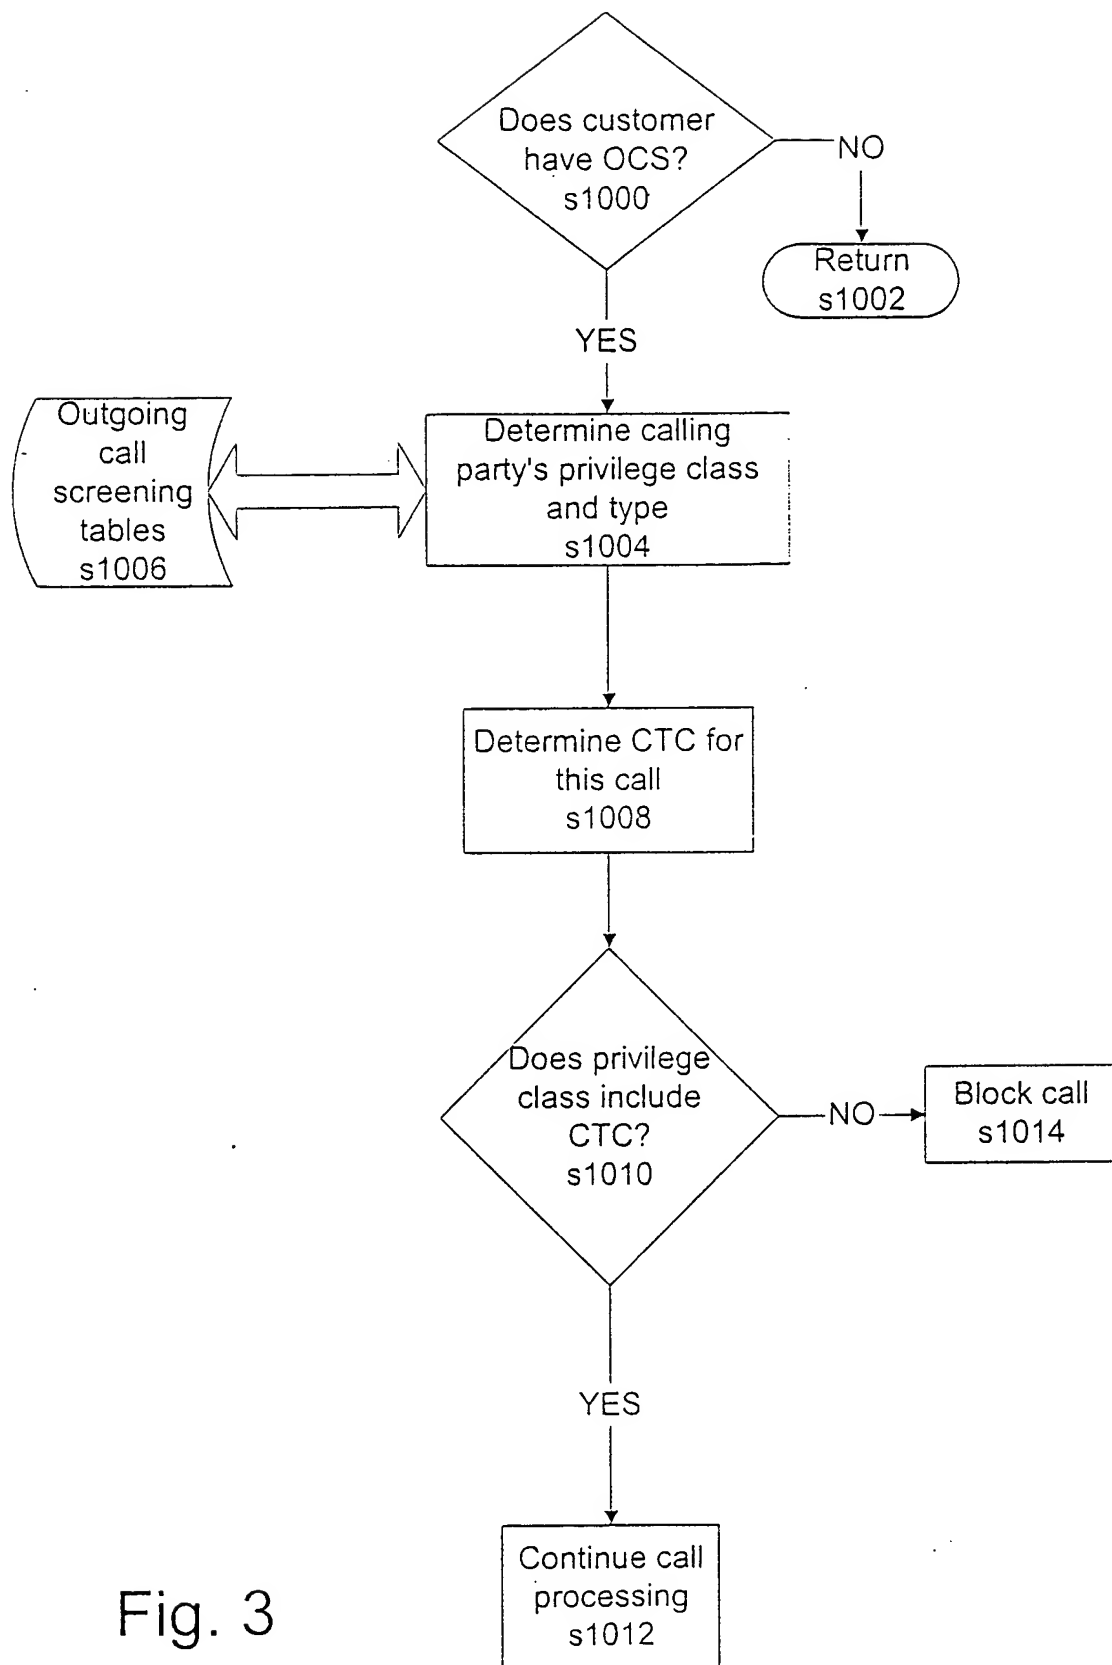 Does customer
have OCS?
s1000
NO
Return
s1002
YES
Outgoing
call
screening
tables
s1006
Determine calling
party's privilege class
and type
s1004
Determine CTC for
this call
s1008
Does privilege
class include
CTC?
s1010
NO
Block call
s1014
YES
Continue call
processing
s1012
Fig. 3